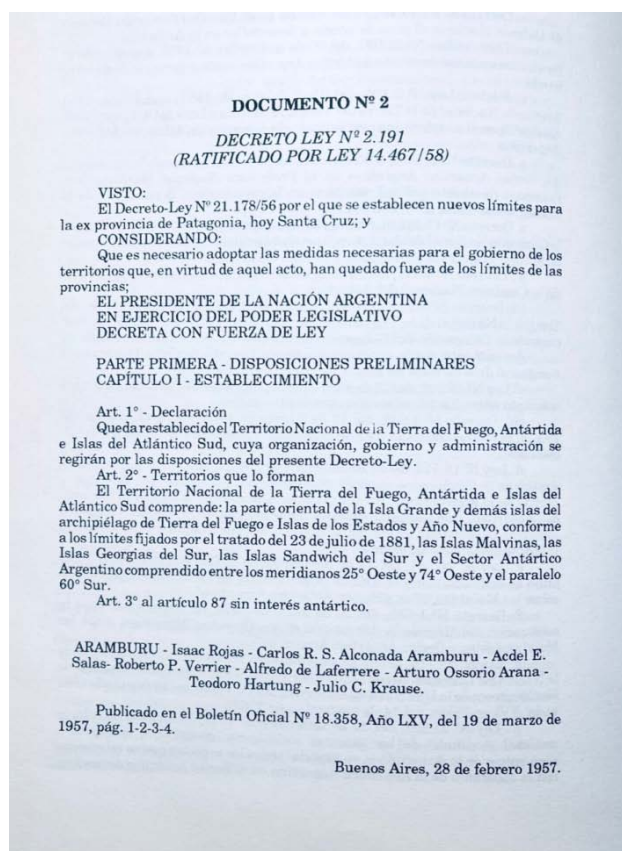 DOCUMENTO Nº 2
DECRETO LEY Nº 2.191
(RATIFICADO POR LEY 14.467/58)
VISTO:
El Decreto-Ley Nº 21.178/56 por el que se establecen nuevos límites para
la ex provincia de Patagonia, hoy Santa Cruz; y
CONSIDERANDO:
Que es necesario adoptar las medidas necesarias para el gobierno de los
territorios que, en virtud de aquel acto, han quedado fuera de los límites de las
provincias;
EL PRESIDENTE DE LA NACIÓN ARGENTINA
EN EJERCICIO DEL PODER LEGISLATIVO
DECRETA CON FUERZA DE LEY
PARTE PRIMERA - DISPOSICIONES PRELIMINARES
CAPÍTULO I - ESTABLECIMIENTO
Art. 1º - Declaración
Queda restablecido el Territorio Nacional de la Tierra del Fuego, Antártida
e Islas del Atlántico Sud, cuya organización, gobierno y administración se
regirán por las disposiciones del presente Decreto-Ley.
Art. 2º - Territorios que lo forman
El Territorio Nacional de la Tierra del Fuego, Antártida e Islas del
Atlántico Sud comprende: la parte oriental de la Isla Grande y demás islas del
archipiélago de Tierra del Fuego e Islas de los Estados y Año Nuevo, conforme
a los límites fijados por el tratado del 23 de julio de 1881, las Islas Malvinas, las
Islas Georgias del Sur, las Islas Sandwich del Sur y el Sector Antártico
Argentino comprendido entre los meridianos 25° Oeste y 74° Oeste y el paralelo
60° Sur.
Art. 3º al artículo 87 sin interés antártico.
ARAMBURU - Isaac Rojas - Carlos R. S. Alconada Aramburu - Acdel E.
Salas- Roberto P. Verrier - Alfredo de Laferrere - Arturo Ossorio Arana -
Teodoro Hartung - Julio C. Krause.
Publicado en el Boletín Oficial Nº 18.358, Año LXV, del 19 de marzo de
1957, pág. 1-2-3-4.
Buenos Aires, 28 de febrero 1957.